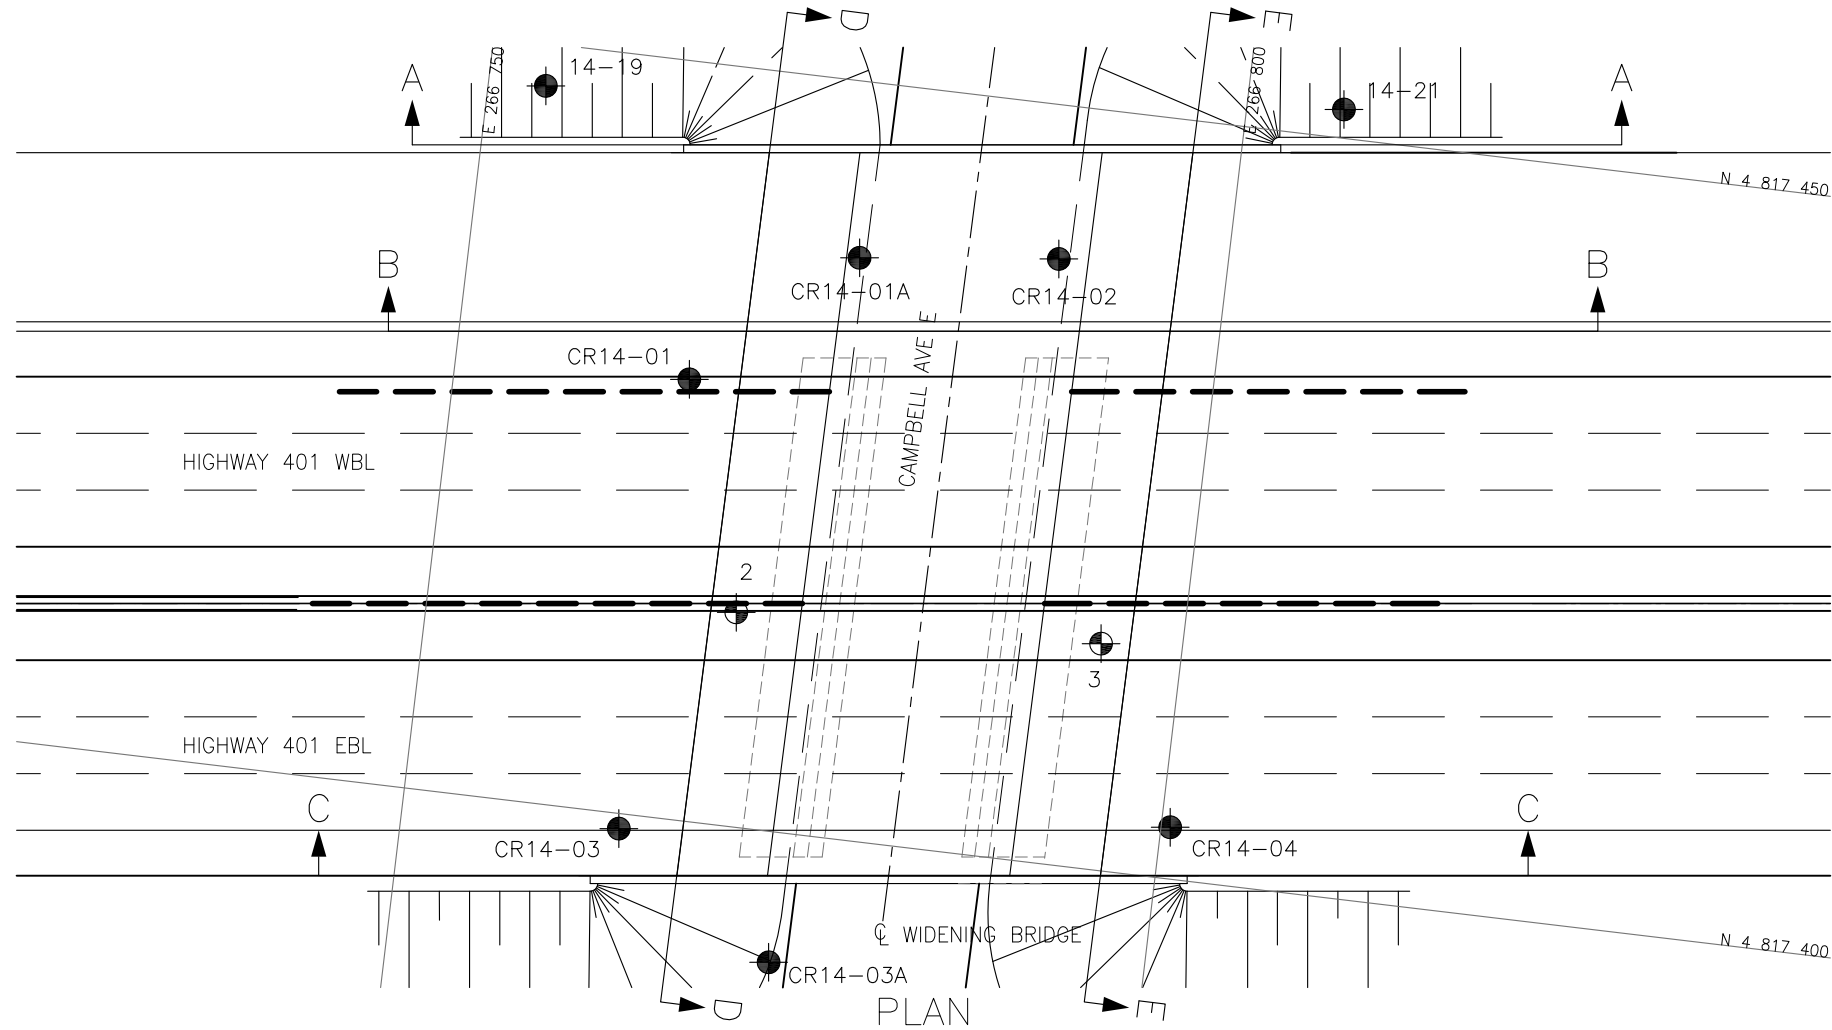 D
E
A
E 266 750
14-19
E 266 800
14-21
A
N 4 817 450
B
CR14-01A
CR14-02
B
CR14-01
CAMPBELL AVE E
HIGHWAY 401 WBL
2
3
HIGHWAY 401 EBL
C
CR14-03
CR14-04
C
℄ WIDENING BRIDGE
N 4 817 400
CR14-03A
D
PLAN
E